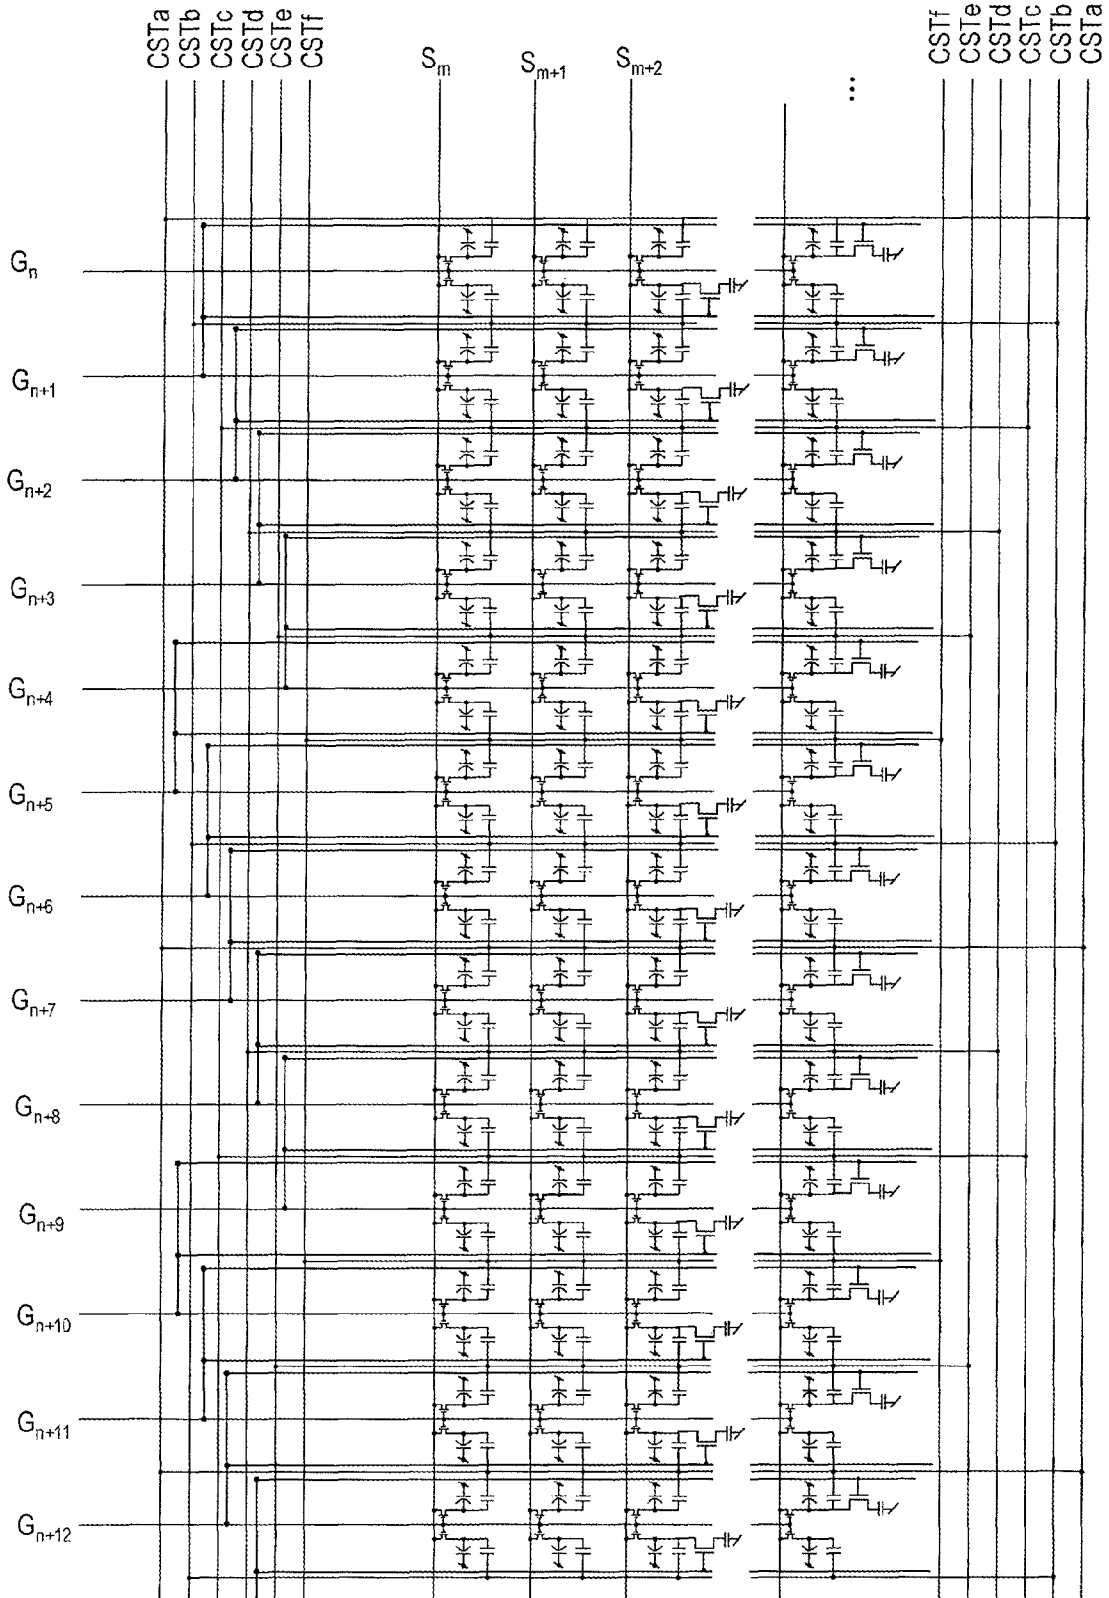 CSTa
CSTb
CSTc
CSTd
CSTe
CSTf
Sm
Sm+1
Sm+2
...
CSTf
CSTe
CSTd
CSTc
CSTb
CSTa
Gn
Gn+1
Gn+2
Gn+3
Gn+4
Gn+5
Gn+6
Gn+7
Gn+8
Gn+9
Gn+10
Gn+11
Gn+12